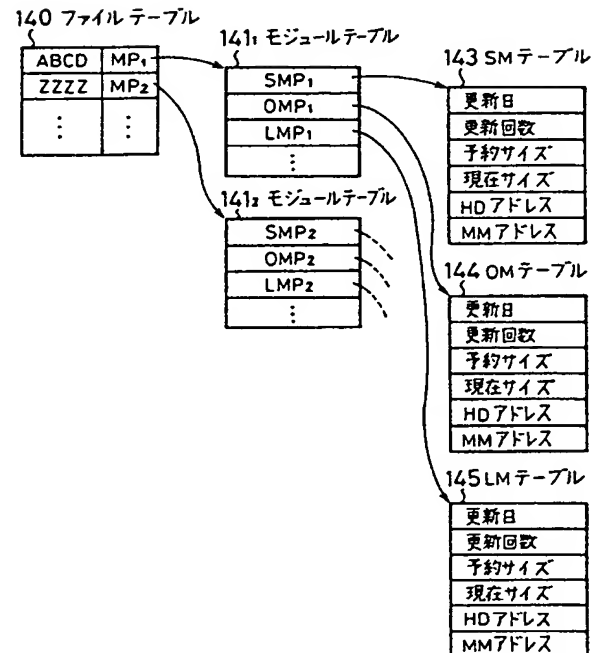 140 ファイルテーブル
ABCD MP₁
ZZZZ MP₂
⋮ ⋮
141₁ モジュールテーブル
SMP₁
OMP₁
LMP₁
⋮
141₂ モジュールテーブル
SMP₂
OMP₂
LMP₂
⋮
143 SMテーブル
更新日
更新回数
予約サイズ
現在サイズ
HDアドレス
MMアドレス
144 OMテーブル
更新日
更新回数
予約サイズ
現在サイズ
HDアドレス
MMアドレス
145 LMテーブル
更新日
更新回数
予約サイズ
現在サイズ
HDアドレス
MMアドレス